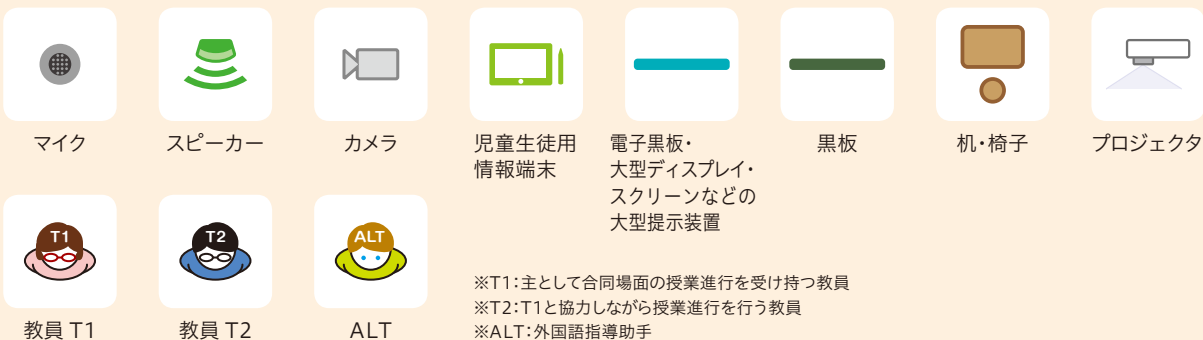 マイク
スピーカー
カメラ
児童生徒用
情報端末
電子黒板・
大型ディスプレイ・
スクリーンなどの
大型提示装置
黒板
机・椅子
プロジェクタ
T1
教員 T1
T2
教員 T2
ALT
ALT
※T1：主として合同場面の授業進行を受け持つ教員
※T2：T1と協力しながら授業進行を行う教員
※ALT：外国語指導助手